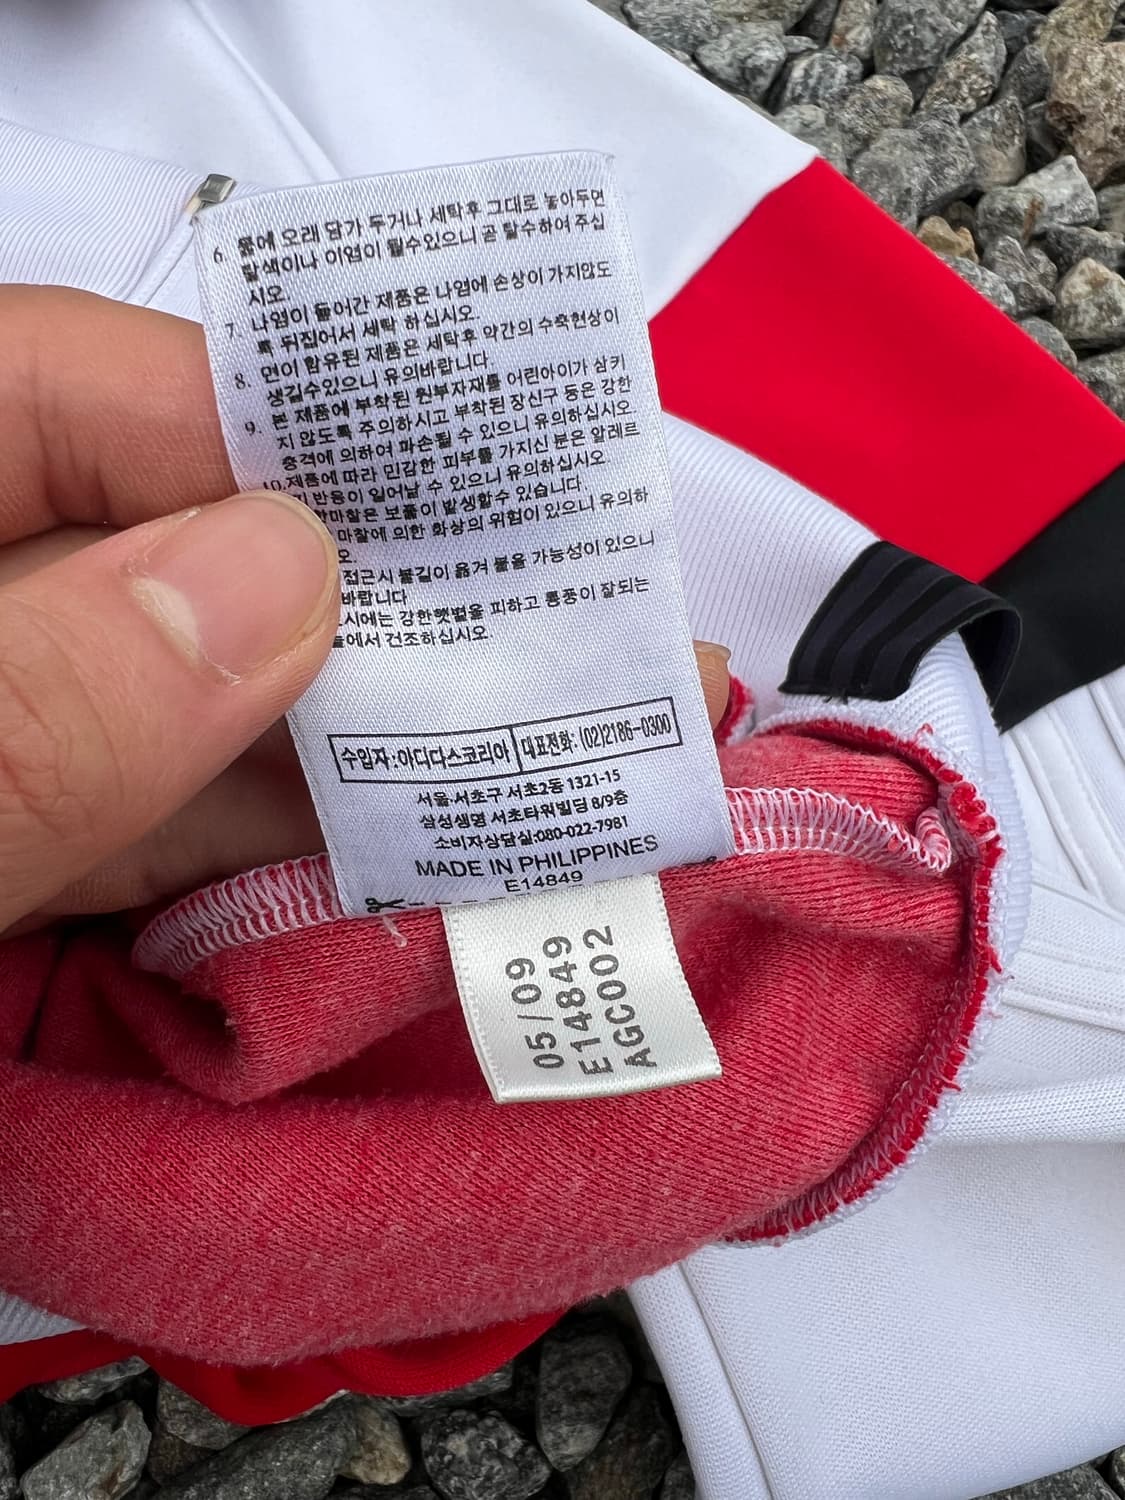 6. 물에 오래 담가 두거나 세탁후 그대로 놓아두면
탈색이나 이염이 될수있으니 곧 탈수하여 주십
시오.
7. 나염이 들어간 제품은 나염에 손상이 가지않도
록 뒤집어서 세탁 하십시오.
8. 면이 함유된 제품은 세탁후 약간의 수축현상이
생길수있으니 유의바랍니다.
9. 본 제품에 부착된 원부자재를 어린아이가 삼키
지 않도록 주의하시고 부착된 장신구 등은 강한
충격에 의하여 파손될 수 있으니 유의하십시오.
10.제품에 따라 민감한 피부를 가지신 분은 알레르
반응이 일어날 수 있으니 유의하십시오
마찰은 보풀이 발생할수 있습니다
마찰에 의한 화상의 위험이 있으니 유의하
오.
접근시 불길이 옮겨 붙을 가능성이 있으니
바랍니다
시에는 강한햇볕을 피하고 통풍이 잘되는
에서 건조하십시오.
수입자:아디다스코리아 대표전화: (02)2186-0300
서울 서초구 서초2동 1321-15
삼성생명 서초타워빌딩 8/9층
소비자상담실:080-022-7981
MADE IN PHILIPPINES
E14849
05/09
E14849
AGC002